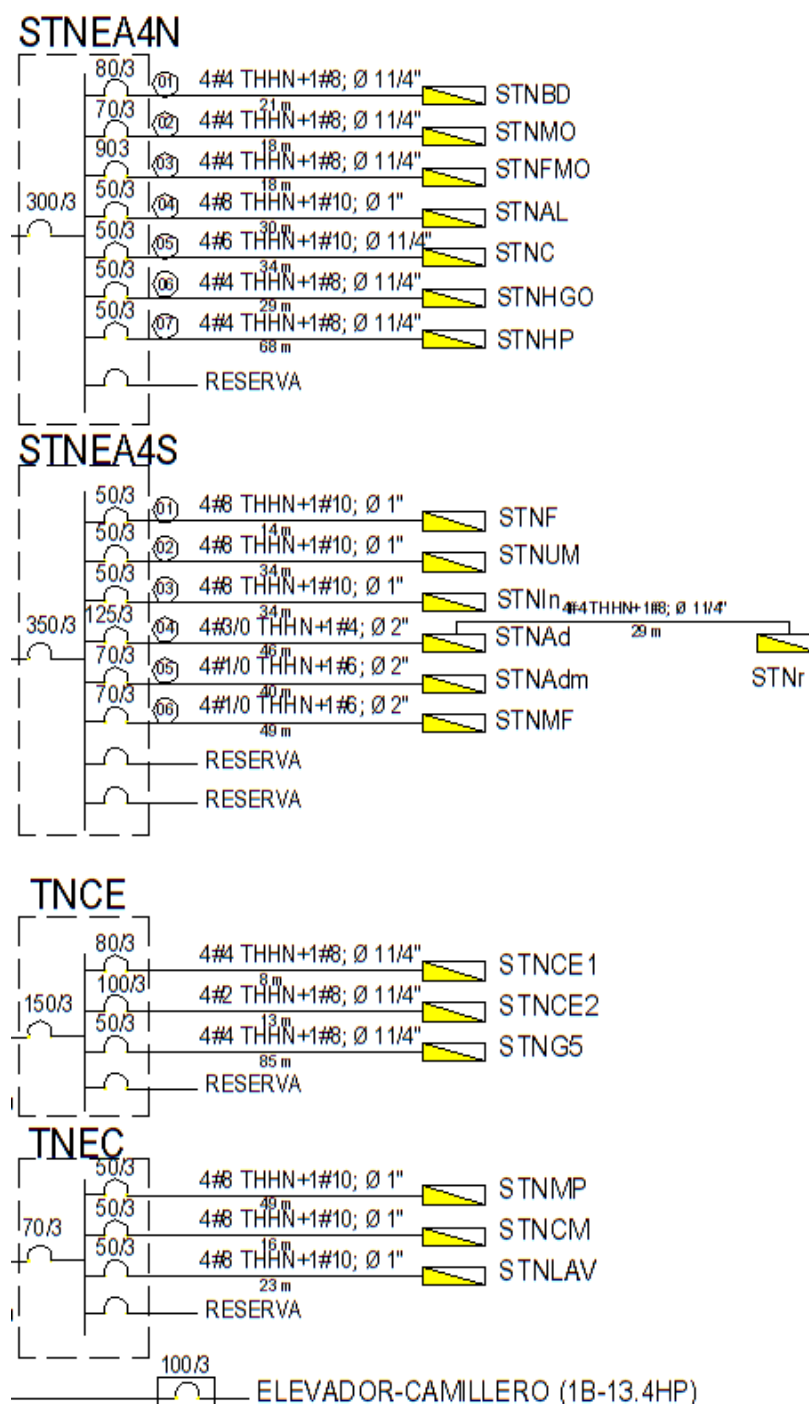 STNEA4N
80/3 01 4#4 THHN+1#8; Ø 11/4" STNBD
21 m
70/3 02 4#4 THHN+1#8; Ø 11/4" STNMO
18 m
903 03 4#4 THHN+1#8; Ø 11/4" STNFMO
18 m
300/3
50/3 04 4#8 THHN+1#10; Ø 1" STNAL
30 m
50/3 05 4#6 THHN+1#10; Ø 11/4" STNC
34 m
50/3 06 4#4 THHN+1#8; Ø 11/4" STNHGO
29 m
50/3 07 4#4 THHN+1#8; Ø 11/4" STNHP
68 m
RESERVA
STNEA4S
50/3 01 4#8 THHN+1#10; Ø 1" STNF
14 m
50/3 02 4#8 THHN+1#10; Ø 1" STNUM
34 m
50/3 03 4#8 THHN+1#10; Ø 1" STNIn
34 m
4#4 THHN+1#8; Ø 11/4"
29 m
STNr
350/3
125/3 04 4#3/0 THHN+1#4; Ø 2" STNAd
46 m
70/3 05 4#1/0 THHN+1#6; Ø 2" STNAdm
40 m
70/3 06 4#1/0 THHN+1#6; Ø 2" STNMF
49 m
RESERVA
RESERVA
TNCE
80/3 4#4 THHN+1#8; Ø 11/4" STNCE1
8 m
150/3
100/3 4#2 THHN+1#8; Ø 11/4" STNCE2
13 m
50/3 4#4 THHN+1#8; Ø 11/4" STNG5
85 m
RESERVA
TNEC
50/3 4#8 THHN+1#10; Ø 1" STNMP
49 m
70/3
50/3 4#8 THHN+1#10; Ø 1" STNCM
16 m
50/3 4#8 THHN+1#10; Ø 1" STNLAV
23 m
RESERVA
100/3
ELEVADOR-CAMILLERO (1B-13.4HP)